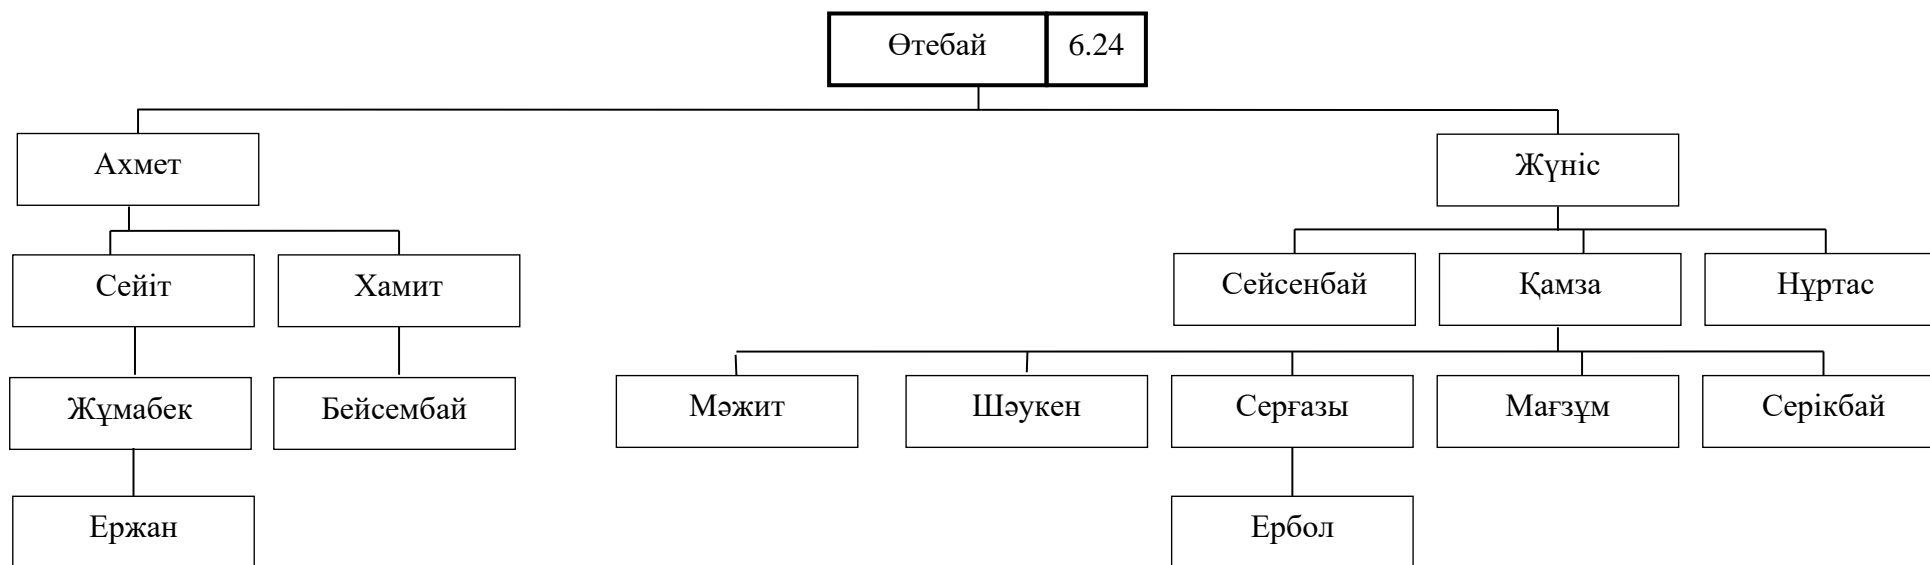 Өтебай 6.24
Ахмет Жүніс
Сейіт Хамит Сейсенбай Қамза Нұртас
Жұмабек Бейсембай Мәжит Шәукен Серғазы Мағзұм Серікбай
Ержан Ербол